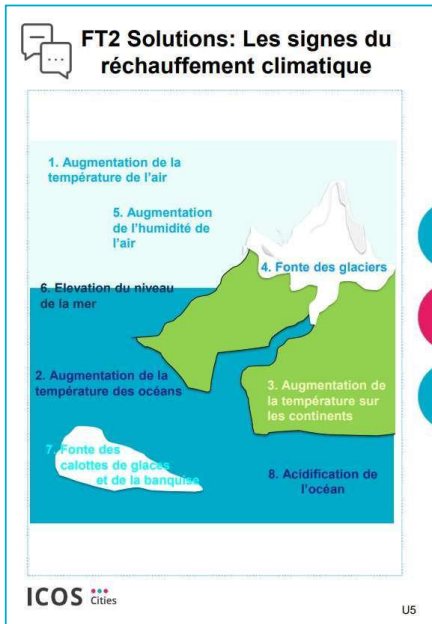 FT2 Solutions: Les signes du
réchauffement climatique
1. Augmentation de la
température de l'air
5. Augmentation
de l'humidité de
l'air
4. Fonte des glaciers
6. Elevation du niveau
de la mer
2. Augmentation de la
température des océans
3. Augmentation de
la température sur
les continents
7. Fonte des
calottes de glaces
et de la banquise
8. Acidification de
l'océan
ICOS Cities
U5